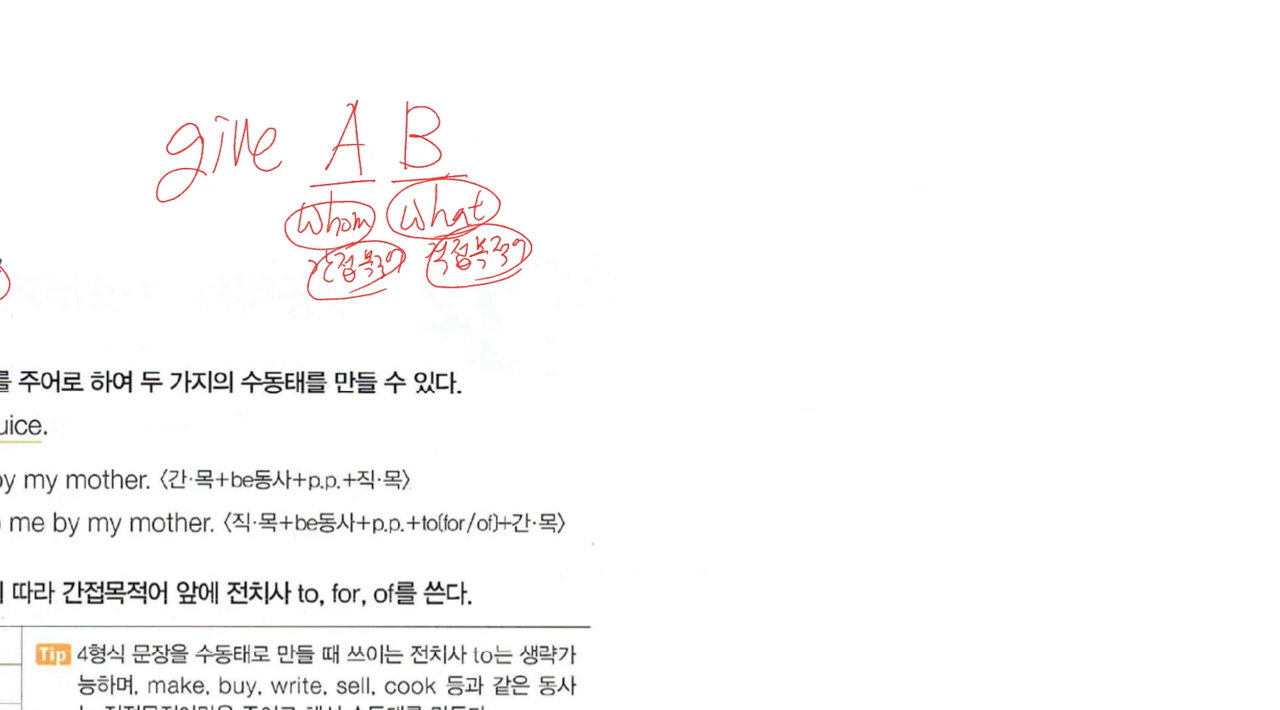 give A B
whom what
간접목적어 직접목적어
를 주어로 하여 두 가지의 수동태를 만들 수 있다.
uice.
by my mother. 〈간·목+be동사+p.p.+직·목〉
me by my mother. 〈직·목+be동사+p.p.+to(for/of)+간·목〉
따라 간접목적어 앞에 전치사 to, for, of를 쓴다.
Tip 4형식 문장을 수동태로 만들 때 쓰이는 전치사 to는 생략가
능하며, make, buy, write, sell, cook 등과 같은 동사